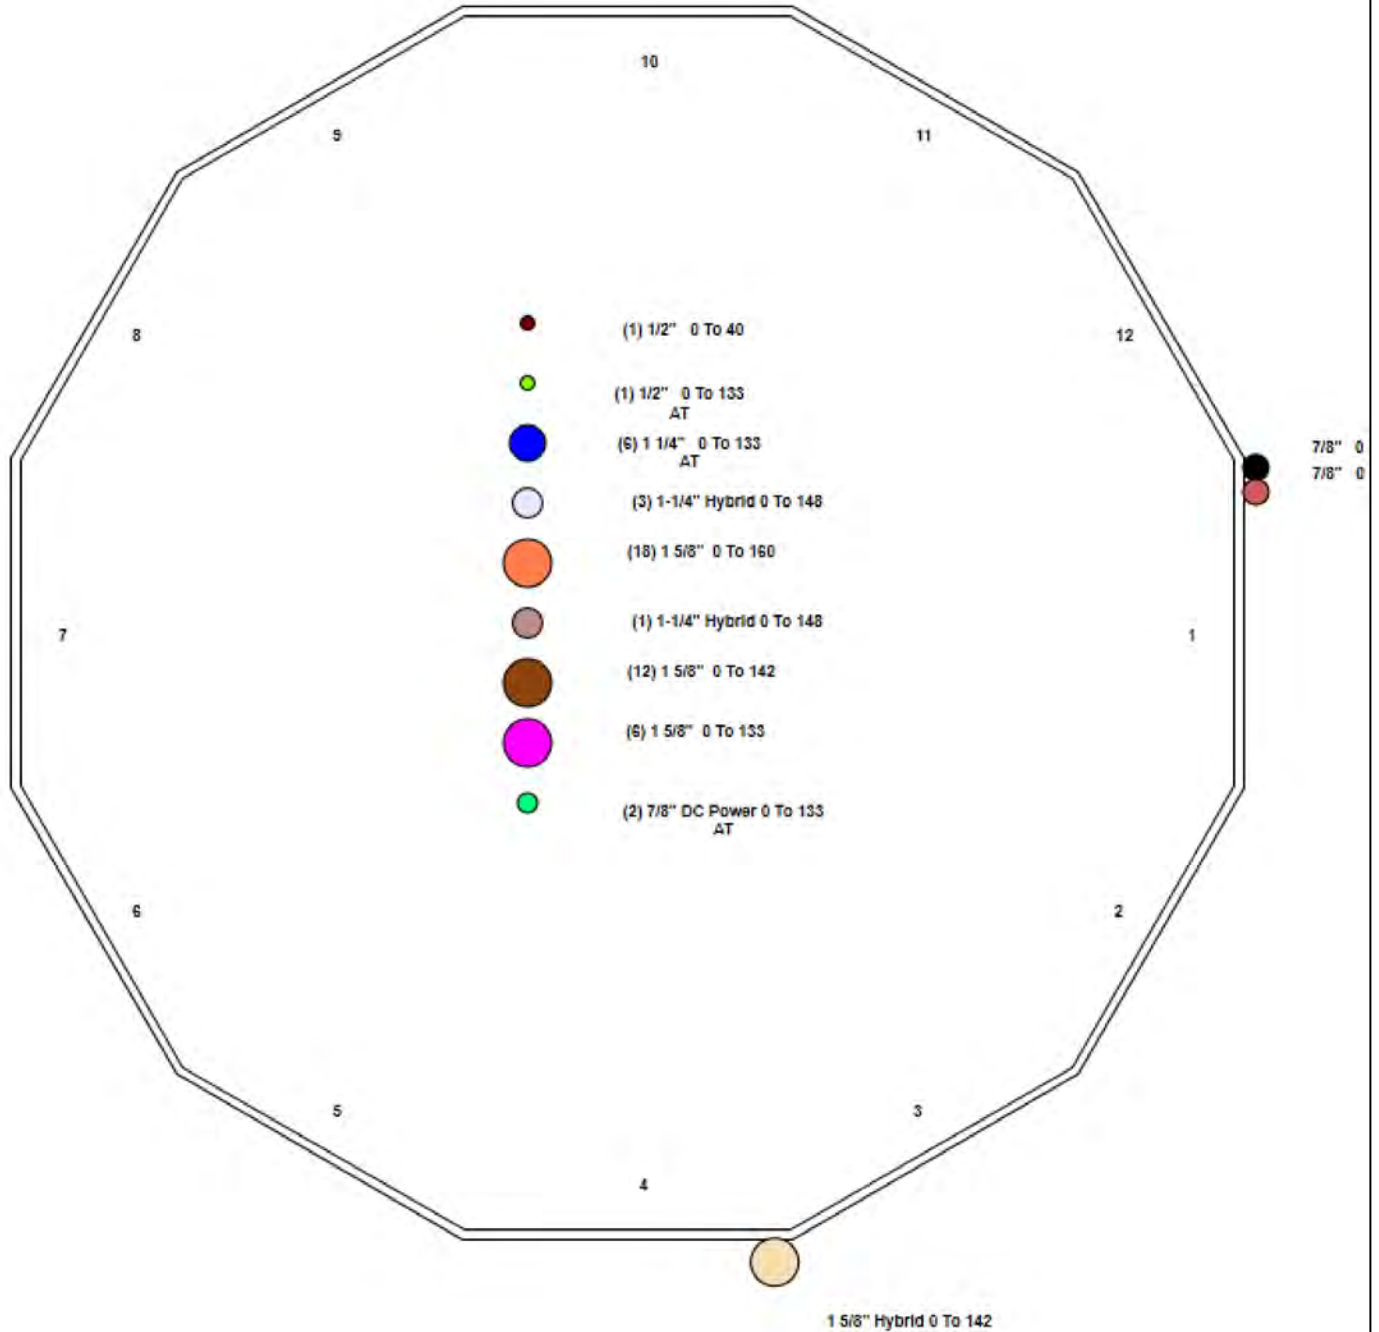 10
9
11
8
12
(1) 1/2" 0 To 40
(1) 1/2" 0 To 133
AT
(6) 1 1/4" 0 To 133
AT
7/8" 0
7/8" 0
(3) 1-1/4" Hybrid 0 To 148
(18) 1 5/8" 0 To 160
(1) 1-1/4" Hybrid 0 To 148
7
1
(12) 1 5/8" 0 To 142
(6) 1 5/8" 0 To 133
(2) 7/8" DC Power 0 To 133
AT
6
2
5
3
4
1 5/8" Hybrid 0 To 142